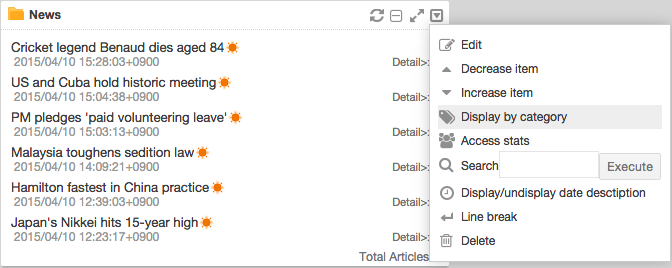 News
Cricket legend Benaud dies aged 84
2015/04/10 15:28:03+0900 Detail>:
US and Cuba hold historic meeting
2015/04/10 15:04:38+0900 Detail>:
PM pledges 'paid volunteering leave'
2015/04/10 15:03:13+0900 Detail>:
Malaysia toughens sedition law
2015/04/10 14:09:21+0900 Detail>:
Hamilton fastest in China practice
2015/04/10 12:39:03+0900 Detail>:
Japan's Nikkei hits 15-year high
2015/04/10 12:23:17+0900 Detail>:
Total Articles
Edit
Decrease item
Increase item
Display by category
Access stats
Search Execute
Display/undisplay date desctiption
Line break
Delete